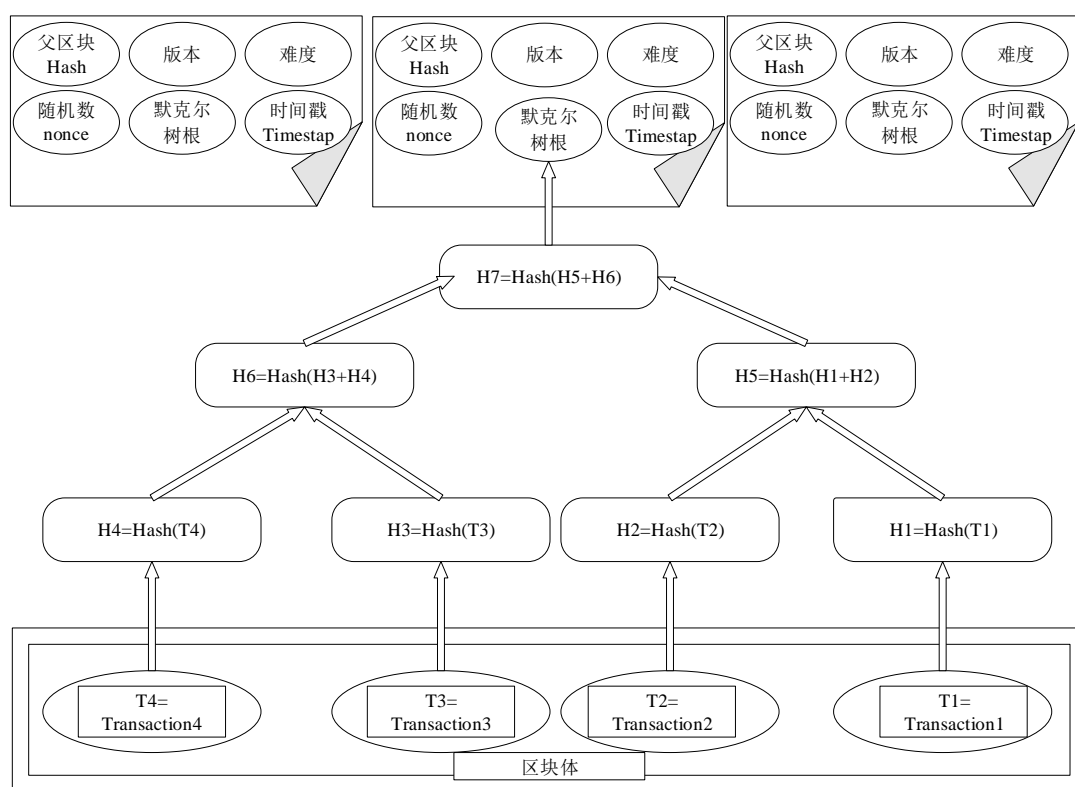 父区块
Hash
版本
难度
随机数
nonce
默克尔
树根
时间戳
Timestap
父区块
Hash
版本
难度
随机数
nonce
默克尔
树根
时间戳
Timestap
父区块
Hash
版本
难度
随机数
nonce
默克尔
树根
时间戳
Timestap
H7=Hash(H5+H6)
H6=Hash(H3+H4)
H5=Hash(H1+H2)
H4=Hash(T4)
H3=Hash(T3)
H2=Hash(T2)
H1=Hash(T1)
T4=
Transaction4
T3=
Transaction3
T2=
Transaction2
T1=
Transaction1
区块体